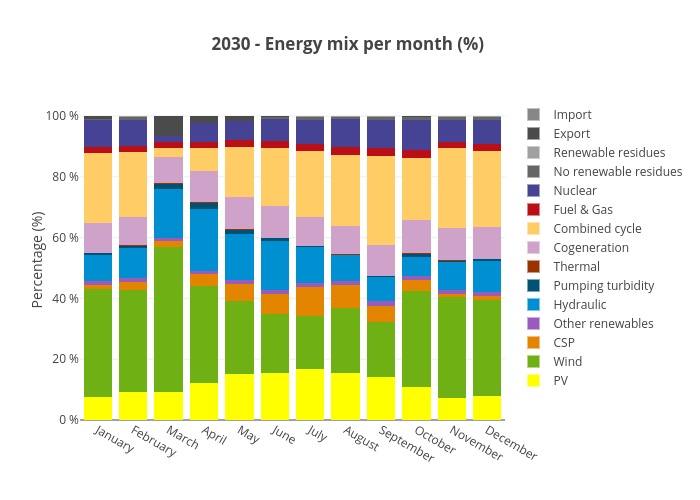 2030 - Energy mix per month (%)
Percentage (%)
100 %
80 %
60 %
40 %
20 %
0 %
January
February
March
April
May
June
July
August
September
October
November
December
Import
Export
Renewable residues
No renewable residues
Nuclear
Fuel & Gas
Combined cycle
Cogeneration
Thermal
Pumping turbidity
Hydraulic
Other renewables
CSP
Wind
PV